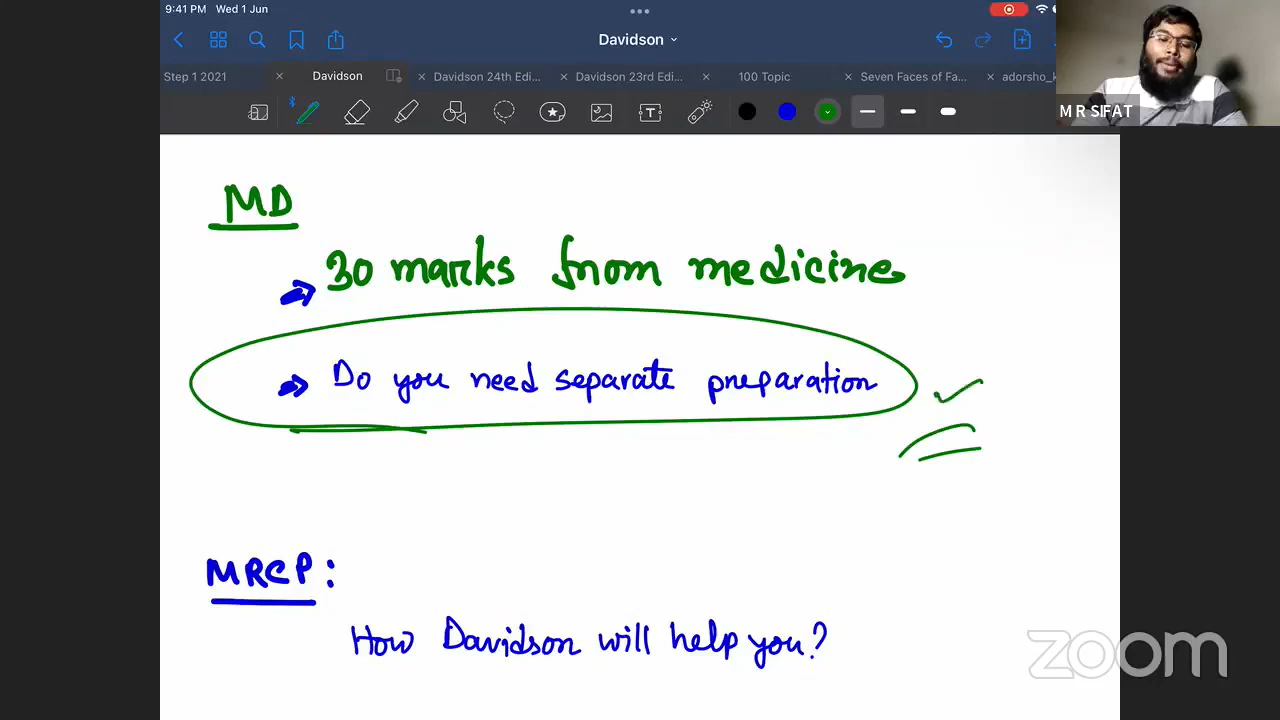 9:41 PM Wed 1 Jun
Davidson
Step 1 2021
Davidson
Davidson 24th Edi...
Davidson 23rd Edi...
100 Topic
Seven Faces of Fa...
adorsho_k
T
M R SIFAT
MD
30 marks from medicine
Do you need separate preparation
MRCP:
How Davidson will help you?
zoom